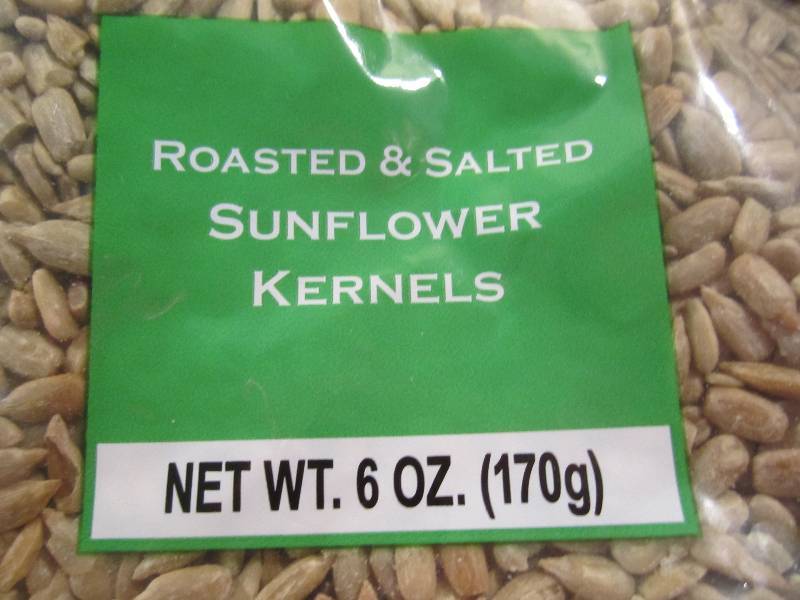 ROASTED & SALTED
SUNFLOWER
KERNELS
NET WT. 6 OZ. (170g)